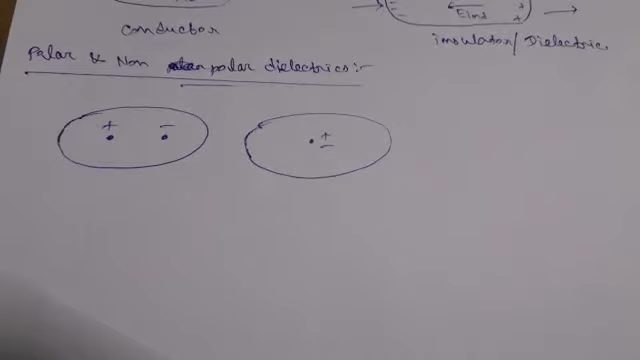 - - + +
Eind
conductor
insulator/Dielectric
Polar & Non polar dielectrics:-
+ - ±